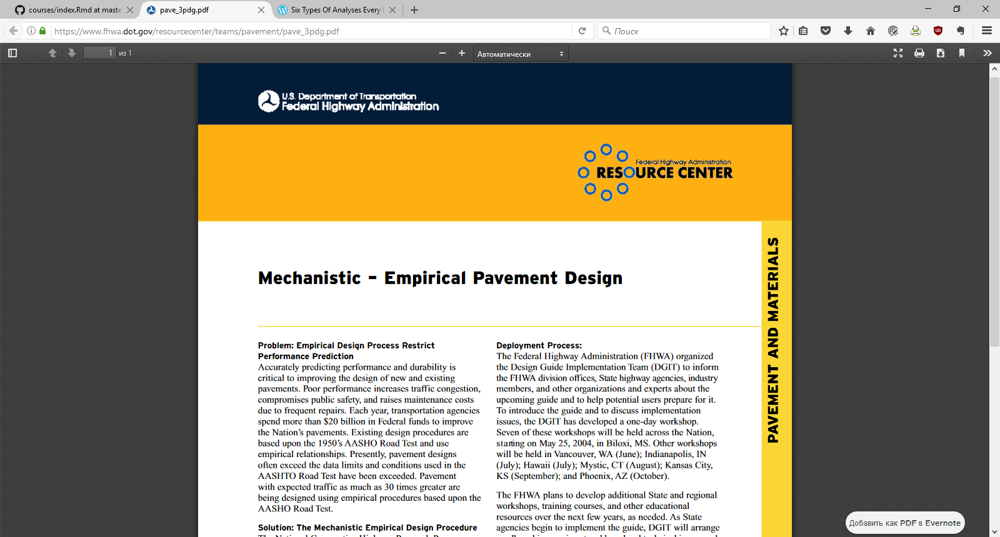 courses/index.Rmd at maste
pave_3pdg.pdf
Six Types Of Analyses Every
https://www.fhwa.dot.gov/resourcecenter/teams/pavement/pave_3pdg.pdf
Поиск
1 из 1
Автоматически
U.S. Department of Transportation
Federal Highway Administration
Federal Highway Administration
RESOURCE CENTER
PAVEMENT AND MATERIALS
Mechanistic – Empirical Pavement Design
Problem: Empirical Design Process Restrict
Performance Prediction
Accurately predicting performance and durability is
critical to improving the design of new and existing
pavements. Poor performance increases traffic congestion,
compromises public safety, and raises maintenance costs
due to frequent repairs. Each year, transportation agencies
spend more than $20 billion in Federal funds to improve
the Nation's pavements. Existing design procedures are
based upon the 1950's AASHO Road Test and use
empirical relationships. Presently, pavement designs
often exceed the data limits and conditions used in the
AASHTO Road Test have been exceeded. Pavement
with expected traffic as much as 30 times greater are
being designed using empirical procedures based upon the
AASHO Road Test.
Solution: The Mechanistic Empirical Design Procedure
Deployment Process:
The Federal Highway Administration (FHWA) organized
the Design Guide Implementation Team (DGIT) to inform
the FHWA division offices, State highway agencies, industry
members, and other organizations and experts about the
upcoming guide and to help potential users prepare for it.
To introduce the guide and to discuss implementation
issues, the DGIT has developed a one-day workshop.
Seven of these workshops will be held across the Nation,
starting on May 25, 2004, in Biloxi, MS. Other workshops
will be held in Vancouver, WA (June); Indianapolis, IN
(July); Hawaii (July); Mystic, CT (August); Kansas City,
KS (September); and Phoenix, AZ (October).
The FHWA plans to develop additional State and regional
workshops, training courses, and other educational
resources over the next few years, as needed. As State
agencies begin to implement the guide, DGIT will arrange
Добавить как PDF в Evernote